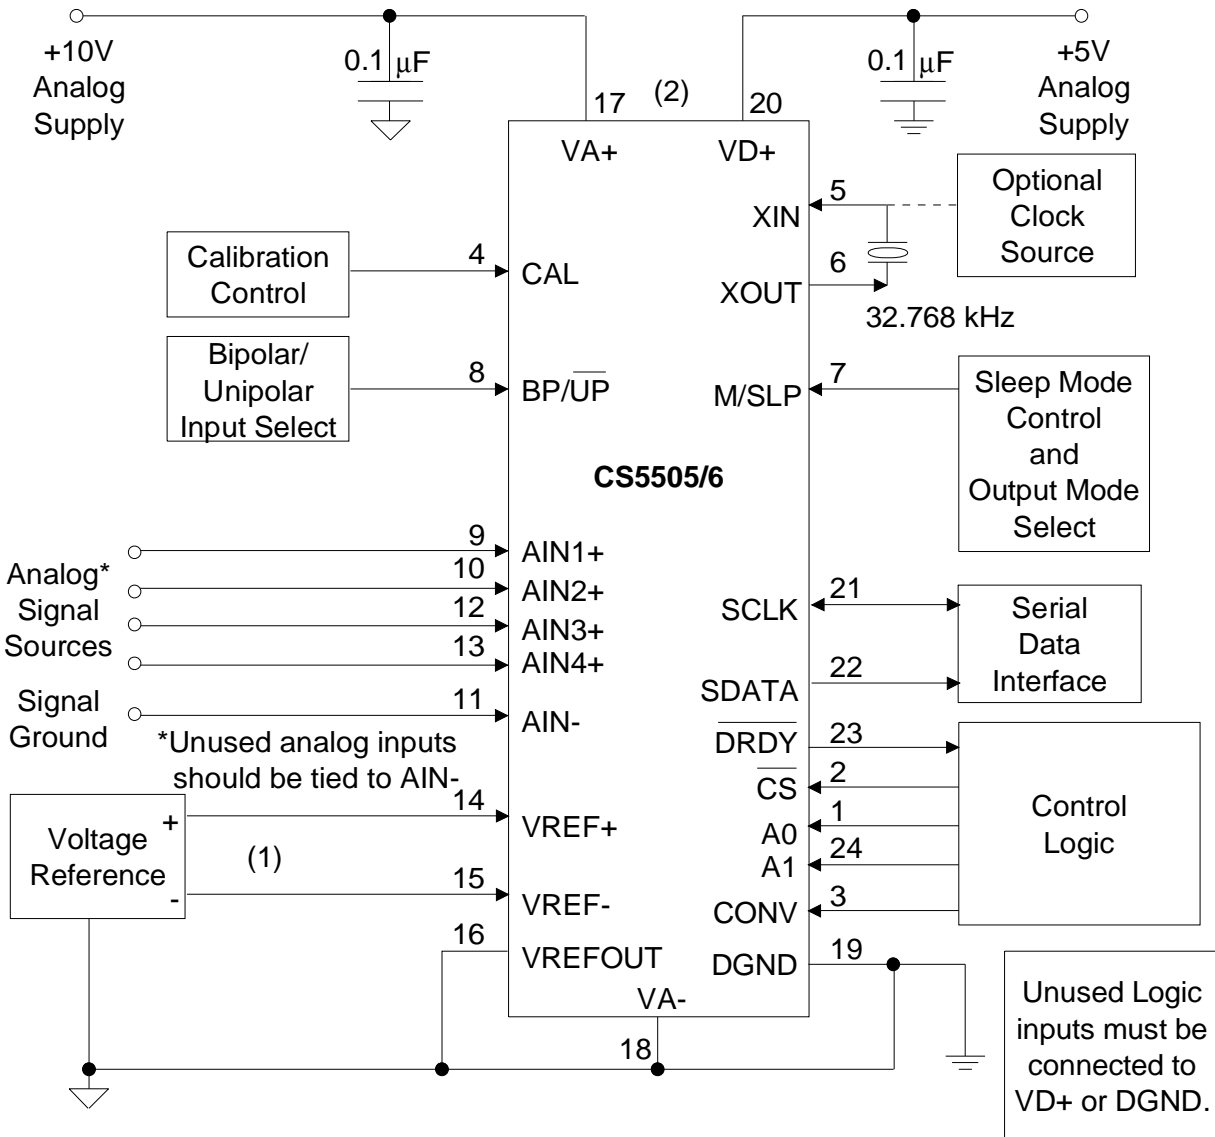 +10V
Analog
Supply
0.1 μF
17
(2)
20
0.1 μF
+5V
Analog
Supply
VA+
VD+
Calibration
Control
4
CAL
XIN
5
Optional
Clock
Source
XOUT
6
32.768 kHz
Bipolar/
Unipolar
Input Select
8
BP/UP
M/SLP
7
Sleep Mode
Control
and
Output Mode
Select
CS5505/6
Analog*
Signal
Sources
9
AIN1+
10
AIN2+
12
AIN3+
13
AIN4+
Signal
Ground
11
AIN-
*Unused analog inputs
should be tied to AIN-
SCLK
21
SDATA
22
Serial
Data
Interface
DRDY
23
CS
2
A0
1
A1
24
CONV
3
Control
Logic
Voltage
Reference
+
-
(1)
14
VREF+
15
VREF-
16
VREFOUT
DGND
19
VA-
18
Unused Logic
inputs must be
connected to
VD+ or DGND.